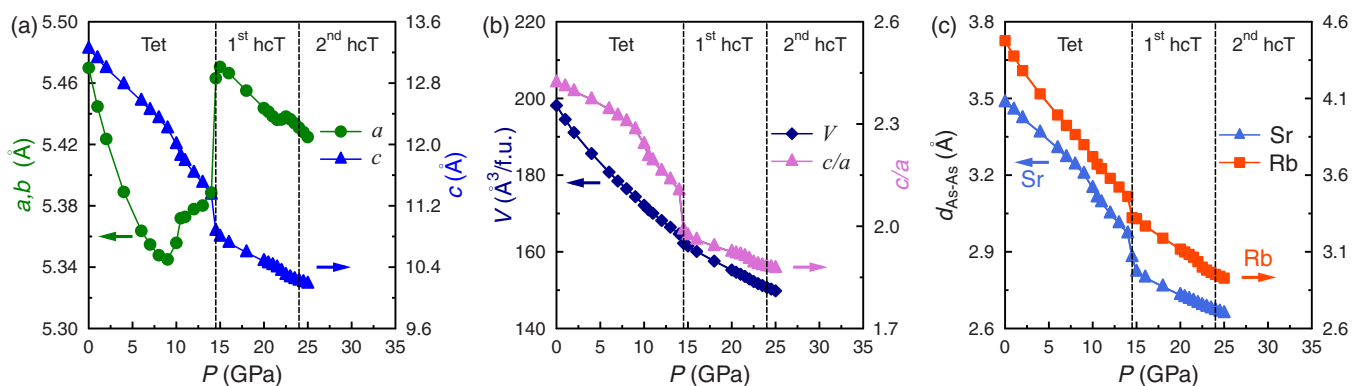 (a)
5.50
5.46
5.42
5.38
5.34
5.30
a,b (Å)
Tet
1st hcT
2nd hcT
a
c
13.6
12.8
12.0
11.2
10.4
9.6
c (Å)
0 5 10 15 20 25 30 35
P (GPa)
(b)
220
200
180
160
140
V (Å3/f.u.)
Tet
1st hcT
2nd hcT
V
c/a
2.6
2.3
2.0
1.7
c/a
0 5 10 15 20 25 30 35
P (GPa)
(c)
3.8
3.5
3.2
2.9
2.6
dAs-As (Å)
Tet
1st hcT
2nd hcT
Sr
Rb
Sr
Rb
4.6
4.1
3.6
3.1
2.6
0 5 10 15 20 25 30 35
P (GPa)